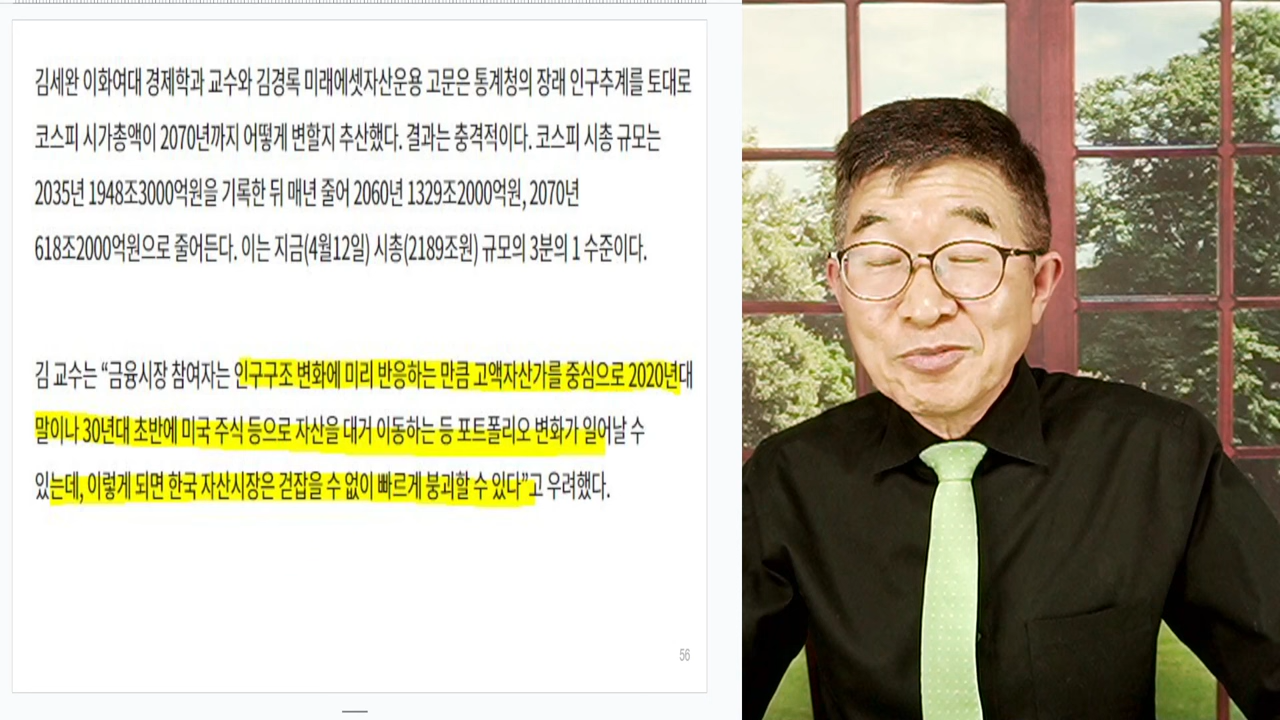 김세완 이화여대 경제학과 교수와 김경록 미래에셋자산운용 고문은 통계청의 장래 인구추계를 토대로
코스피 시가총액이 2070년까지 어떻게 변할지 추산했다. 결과는 충격적이다. 코스피 시총 규모는
2035년 1948조3000억원을 기록한 뒤 매년 줄어 2060년 1329조2000억원, 2070년
618조2000억원으로 줄어든다. 이는 지금(4월12일) 시총(2189조원) 규모의 3분의 1 수준이다.
김 교수는 “금융시장 참여자는 인구구조 변화에 미리 반응하는 만큼 고액자산가를 중심으로 2020년대
말이나 30년대 초반에 미국 주식 등으로 자산을 대거 이동하는 등 포트폴리오 변화가 일어날 수
있는데, 이렇게 되면 한국 자산시장은 걷잡을 수 없이 빠르게 붕괴할 수 있다”고 우려했다.
56